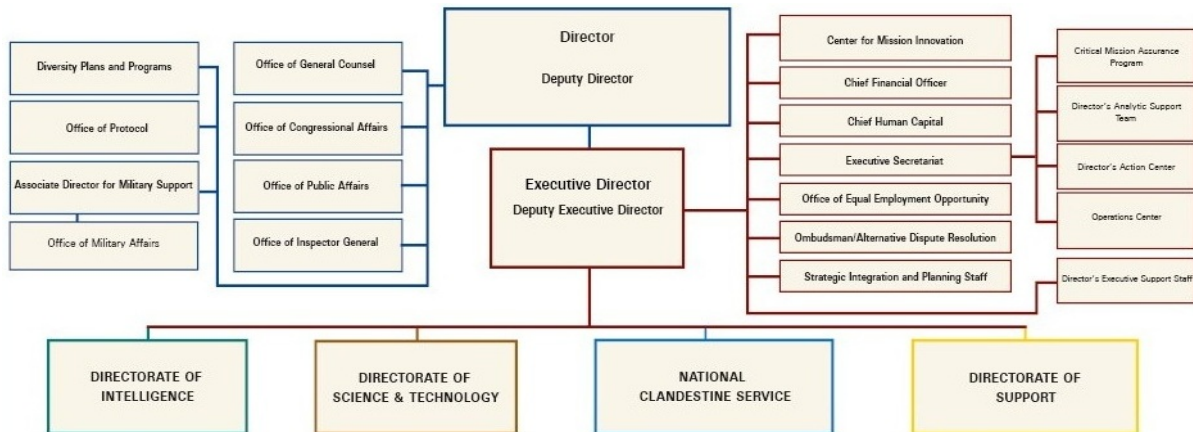 Director
Deputy Director
Diversity Plans and Programs
Office of Protocol
Associate Director for Military Support
Office of Military Affairs
Office of General Counsel
Office of Congressional Affairs
Office of Public Affairs
Office of Inspector General
Executive Director
Deputy Executive Director
Center for Mission Innovation
Chief Financial Officer
Chief Human Capital
Executive Secretariat
Office of Equal Employment Opportunity
Ombudsman/Alternative Dispute Resolution
Strategic Integration and Planning Staff
Critical Mission Assurance
Program
Director's Analytic Support
Team
Director's Action Center
Operations Center
Director's Executive Support Staff
DIRECTORATE OF
INTELLIGENCE
DIRECTORATE OF
SCIENCE & TECHNOLOGY
NATIONAL
CLANDESTINE SERVICE
DIRECTORATE OF
SUPPORT